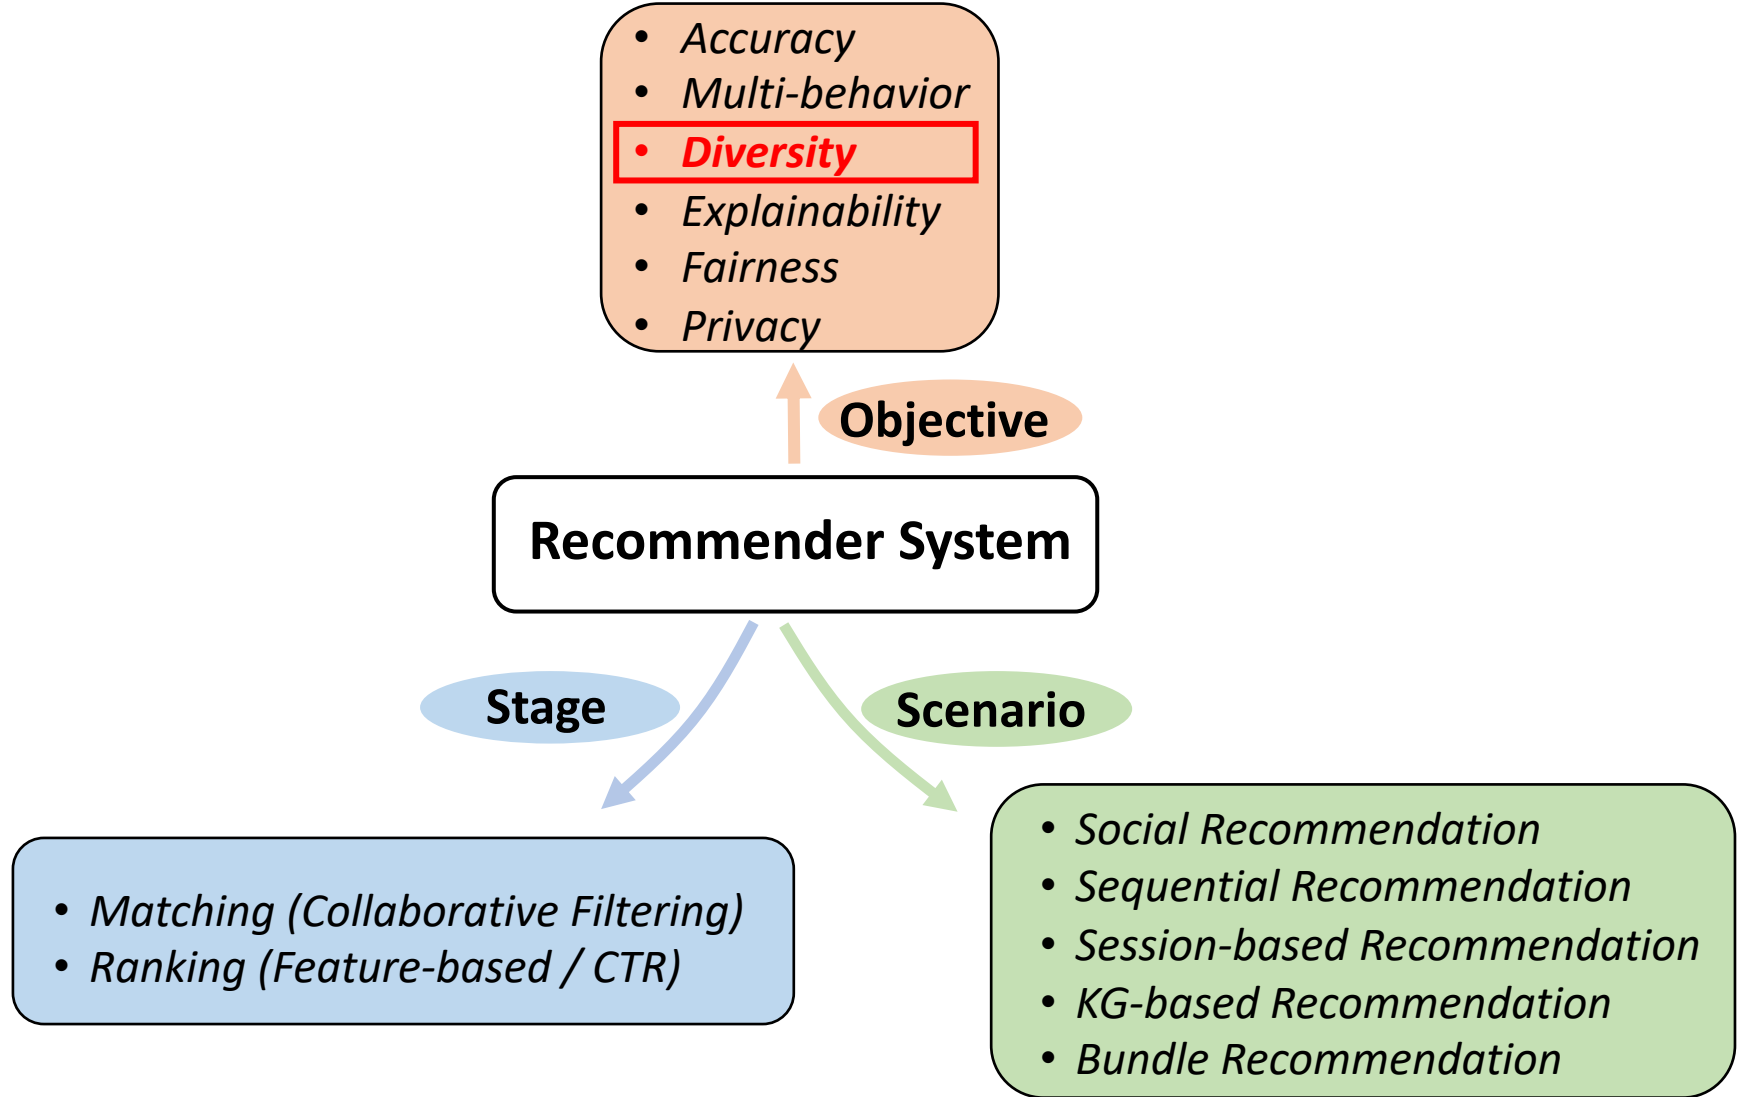 • Accuracy
• Multi-behavior
• Diversity
• Explainability
• Fairness
• Privacy
Objective
Recommender System
Stage
Scenario
• Matching (Collaborative Filtering)
• Ranking (Feature-based / CTR)
• Social Recommendation
• Sequential Recommendation
• Session-based Recommendation
• KG-based Recommendation
• Bundle Recommendation